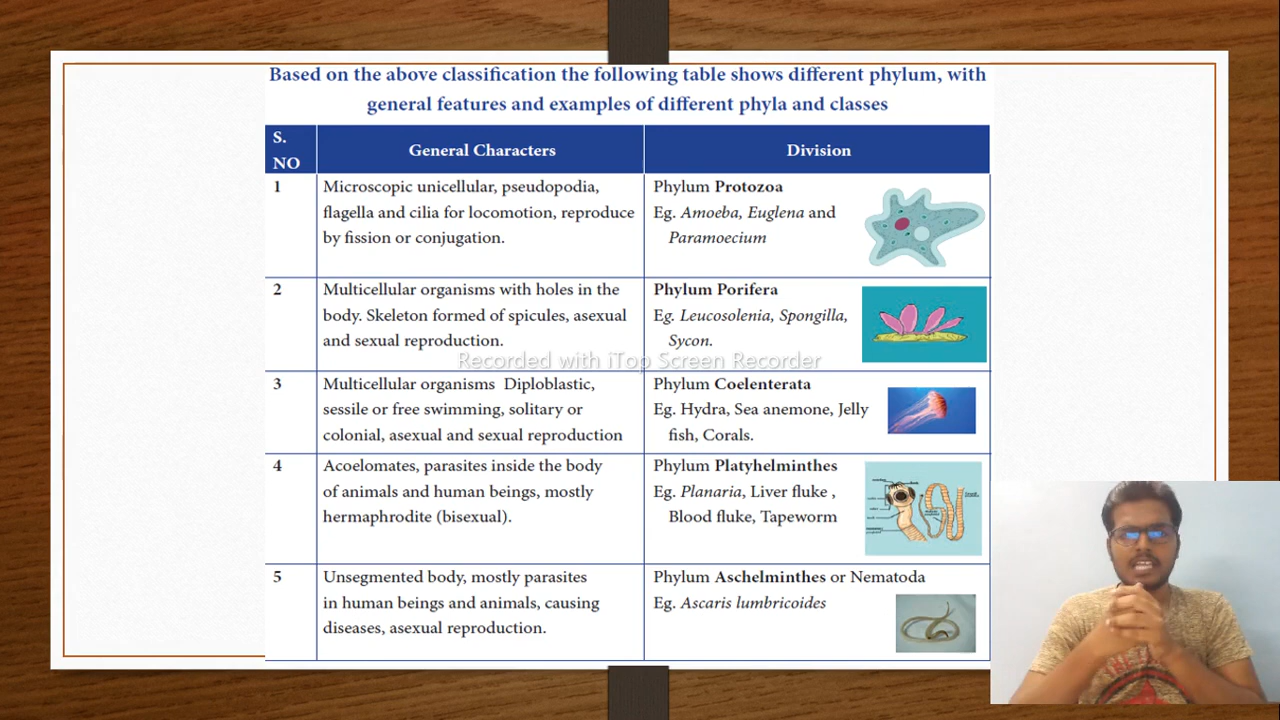 Based on the above classification the following table shows different phylum, with
general features and examples of different phyla and classes
S.
NO
General Characters
Division
1
Microscopic unicellular, pseudopodia,
flagella and cilia for locomotion, reproduce
by fission or conjugation.
Phylum Protozoa
Eg. Amoeba, Euglena and
Paramoecium
2
Multicellular organisms with holes in the
body. Skeleton formed of spicules, asexual
and sexual reproduction.
Phylum Porifera
Eg. Leucosolenia, Spongilla,
Sycon.
Recorded with iTop Screen Recorder
3
Multicellular organisms Diploblastic,
sessile or free swimming, solitary or
colonial, asexual and sexual reproduction
Phylum Coelenterata
Eg. Hydra, Sea anemone, Jelly
fish, Corals.
4
Acoelomates, parasites inside the body
of animals and human beings, mostly
hermaphrodite (bisexual).
Phylum Platyhelminthes
Eg. Planaria, Liver fluke ,
Blood fluke, Tapeworm
5
Unsegmented body, mostly parasites
in human beings and animals, causing
diseases, asexual reproduction.
Phylum Aschelminthes or Nematoda
Eg. Ascaris lumbricoides